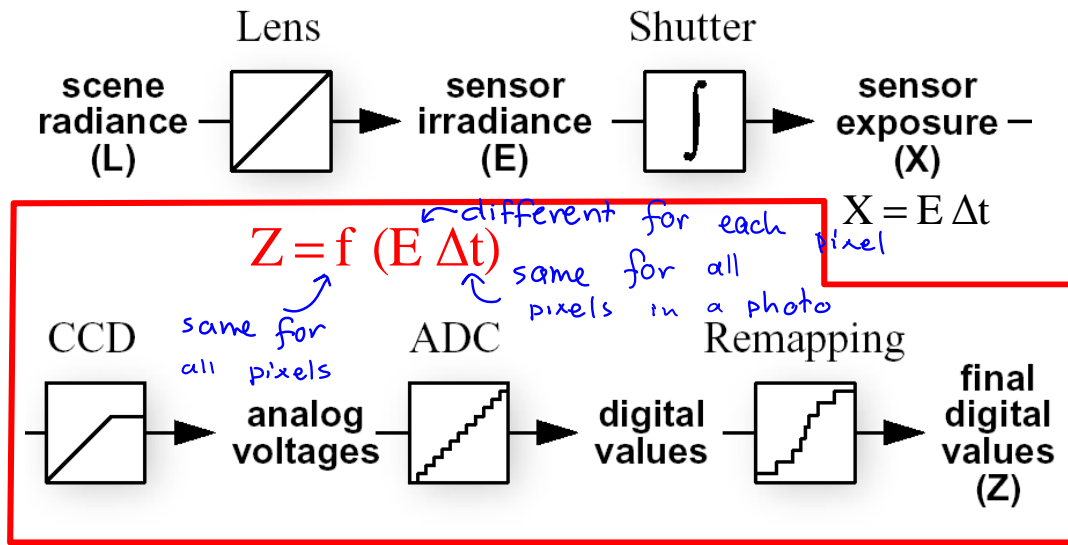 Lens
Shutter
scene
radiance
(L)
sensor
irradiance
(E)
∫
sensor
exposure
(X)
X = E Δt
different for each pixel
Z = f (E Δt)
same for all
pixels in a photo
same for
all pixels
CCD
ADC
Remapping
analog
voltages
digital
values
final
digital
values
(Z)